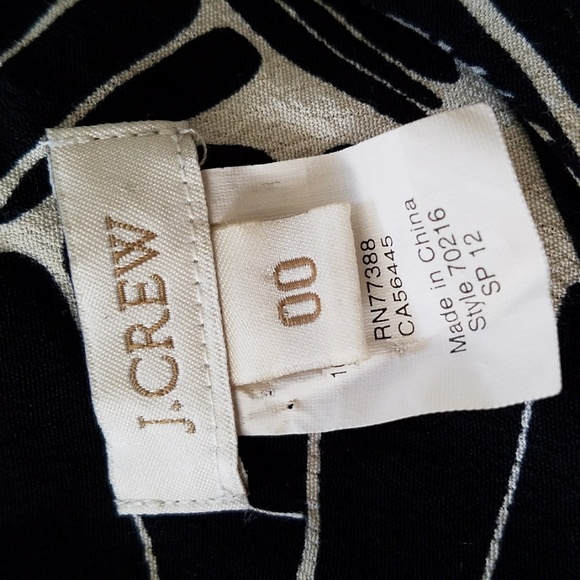 J.CREW
00
RN77388
CA56445
Made in China
Style 70216
SP 12